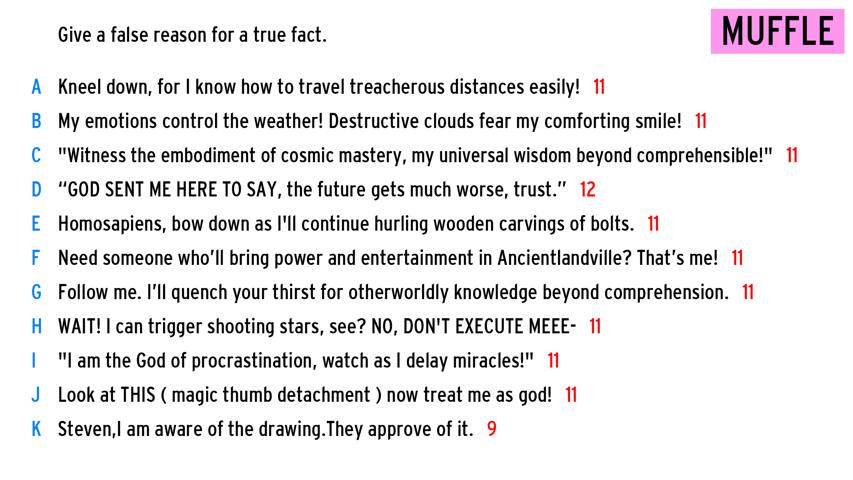 Give a false reason for a true fact.
MUFFLE
A Kneel down, for I know how to travel treacherous distances easily! 11
B My emotions control the weather! Destructive clouds fear my comforting smile! 11
C "Witness the embodiment of cosmic mastery, my universal wisdom beyond comprehensible!" 11
D “GOD SENT ME HERE TO SAY, the future gets much worse, trust.” 12
E Homosapiens, bow down as I'll continue hurling wooden carvings of bolts. 11
F Need someone who’ll bring power and entertainment in Ancientlandville? That’s me! 11
G Follow me. I’ll quench your thirst for otherworldly knowledge beyond comprehension. 11
H WAIT! I can trigger shooting stars, see? NO, DON'T EXECUTE MEEE- 11
I "I am the God of procrastination, watch as I delay miracles!" 11
J Look at THIS ( magic thumb detachment ) now treat me as god! 11
K Steven,I am aware of the drawing.They approve of it. 9